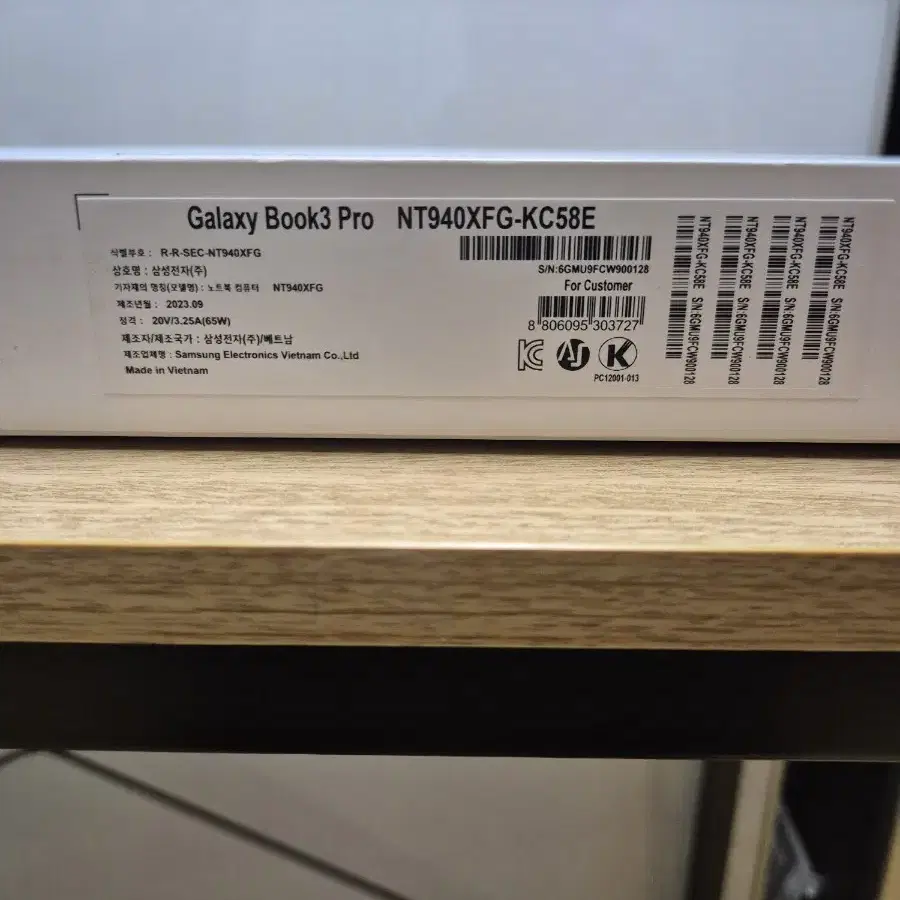 Galaxy Book3 Pro NT940XFG-KC58E
식별부호 : R-R-SEC-NT940XFG
상호명 : 삼성전자(주)
기자재의 명칭(모델명) : 노트북 컴퓨터 NT940XFG
제조년월 : 2023.09
정격 : 20V/3.25A(65W)
제조자/제조국가 : 삼성전자(주)/베트남
제조업체명 : Samsung Electronics Vietnam Co.,Ltd
Made in Vietnam
S/N:6GMU9FCW900128
For Customer
8 806095 303727
PC12001-013
NT940XFG-KC58E S/N:6GMU9FCW900128
NT940XFG-KC58E S/N:6GMU9FCW900128
NT940XFG-KC58E S/N:6GMU9FCW900128
NT940XFG-KC58E S/N:6GMU9FCW900128